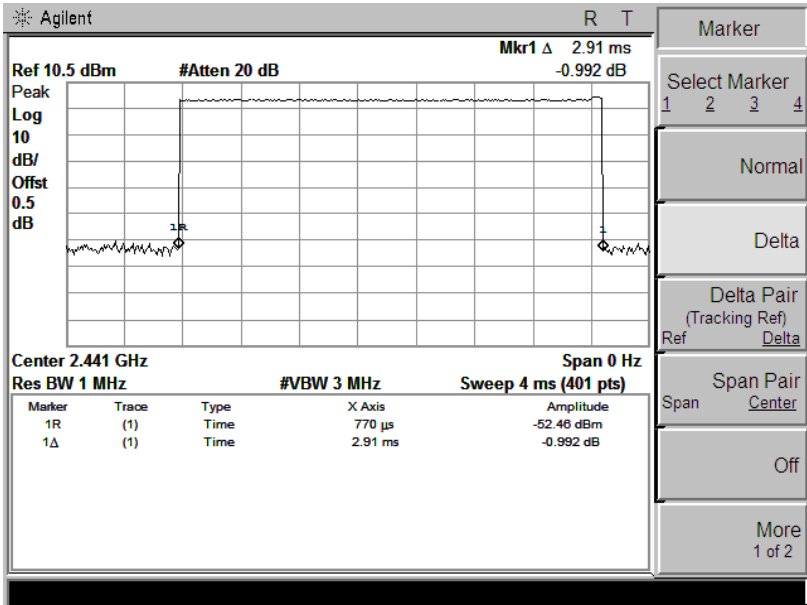 Agilent R T
Mkr1 Δ 2.91 ms
Ref 10.5 dBm #Atten 20 dB -0.992 dB
Peak
Log
10
dB/
Offst
0.5
dB
1R
1
Center 2.441 GHz Span 0 Hz
Res BW 1 MHz #VBW 3 MHz Sweep 4 ms (401 pts)
Marker Trace Type X Axis Amplitude
1R (1) Time 770 µs -52.46 dBm
1Δ (1) Time 2.91 ms -0.992 dB
Marker
Select Marker
1 2 3 4
Normal
Delta
Delta Pair
(Tracking Ref)
Ref Delta
Span Pair
Span Center
Off
More
1 of 2